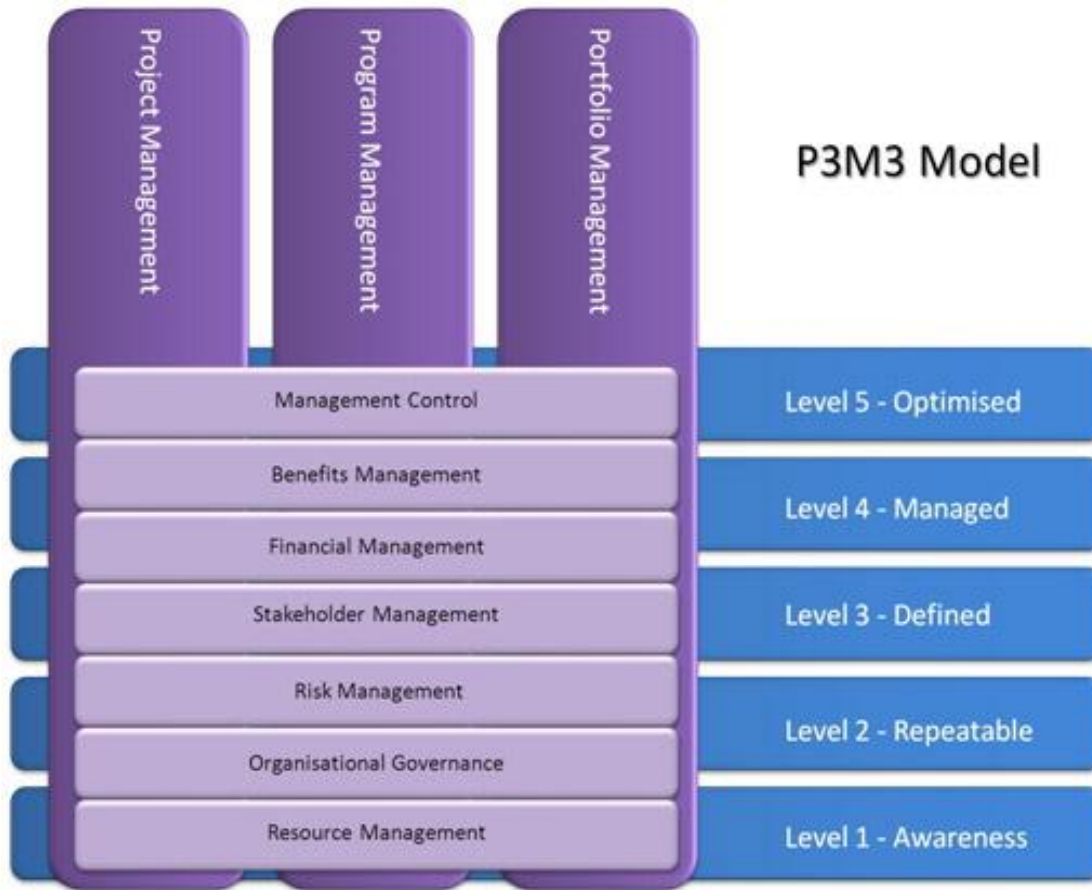 Project Management
Program Management
Portfolio Management
P3M3 Model
Management Control
Benefits Management
Financial Management
Stakeholder Management
Risk Management
Organisational Governance
Resource Management
Level 5 - Optimised
Level 4 - Managed
Level 3 - Defined
Level 2 - Repeatable
Level 1 - Awareness